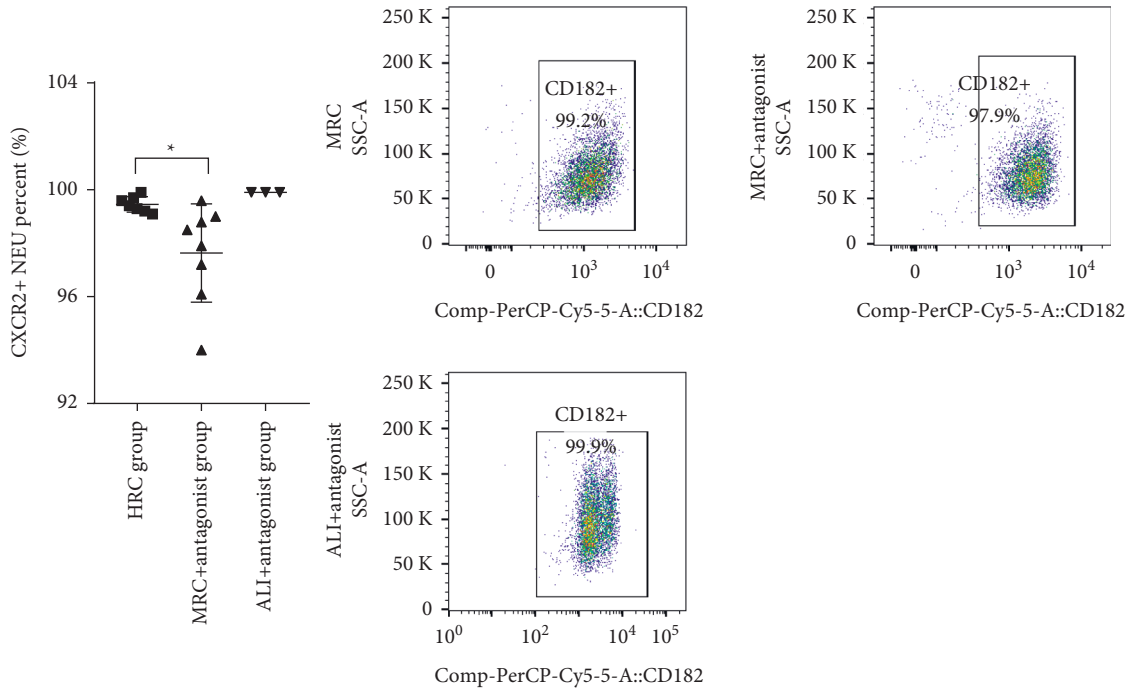 CXCR2+ NEU percent (%)
104
100
96
92
*
HRC group
MRC+antagonist group
ALI+antagonist group
MRC
SSC-A
250 K
200 K
150 K
100 K
50 K
0
CD182+
99.2%
0
10³
10⁴
Comp-PerCP-Cy5-5-A::CD182
MRC+antagonist
SSC-A
250 K
200 K
150 K
100 K
50 K
0
CD182+
97.9%
0
10³
10⁴
Comp-PerCP-Cy5-5-A::CD182
ALI+antagonist
SSC-A
250 K
200 K
150 K
100 K
50 K
0
CD182+
99.9%
10⁰
10²
10⁴
10⁵
Comp-PerCP-Cy5-5-A::CD182